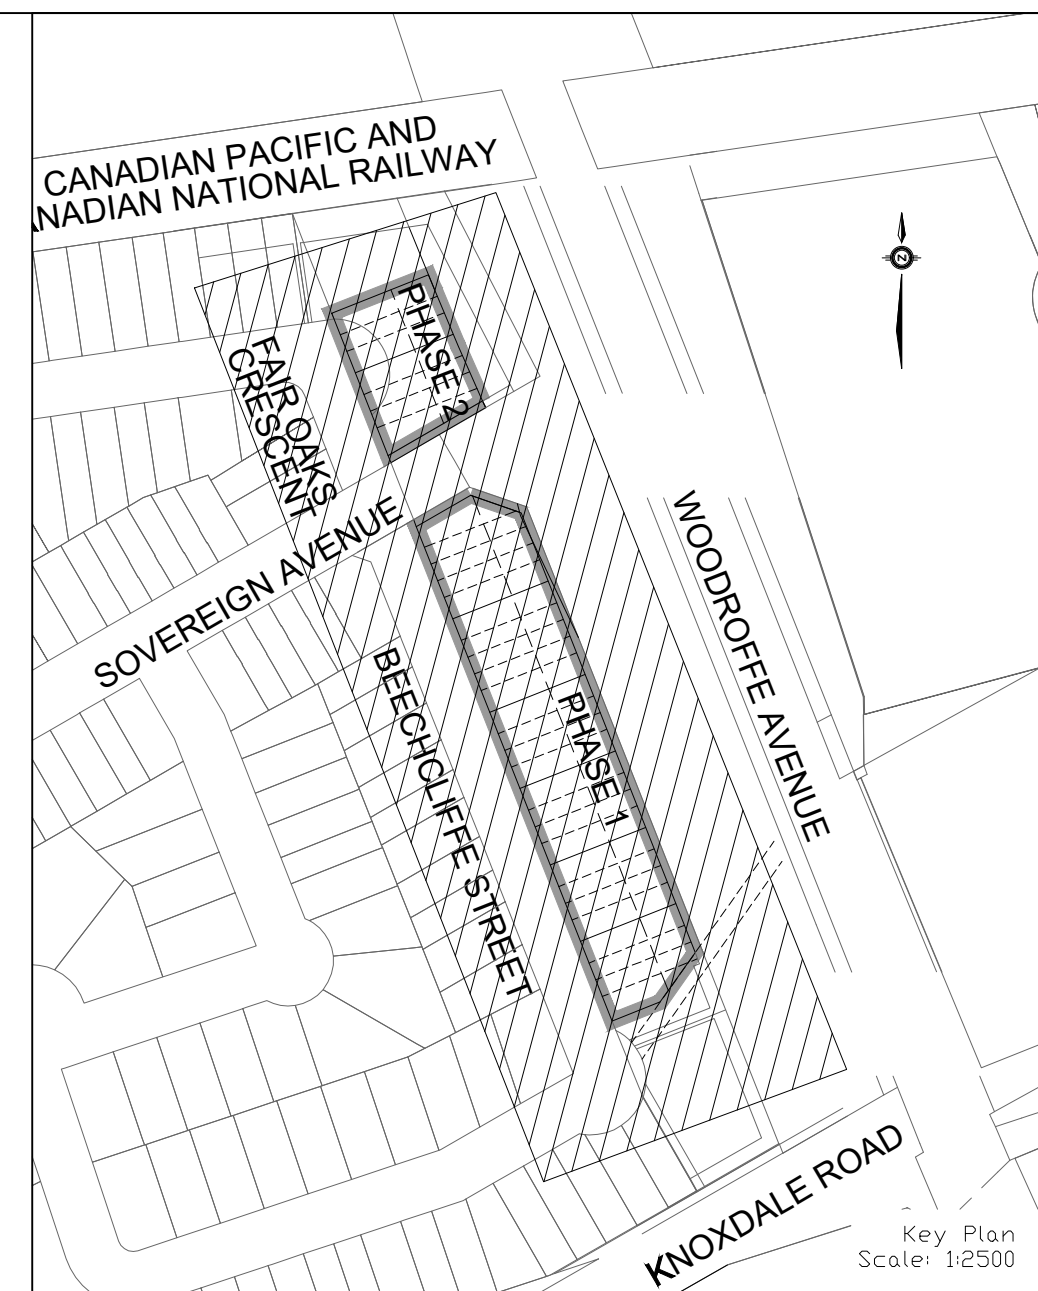 CANADIAN PACIFIC AND
NADIAN NATIONAL RAILWAY
N
PHASE 2
FAIR OAKS
CRESCENT
SOVEREIGN AVENUE
WOODROFFE AVENUE
BEECHCLIFFE STREET
PHASE 1
KNOXDALE ROAD
Key Plan
Scale: 1:2500